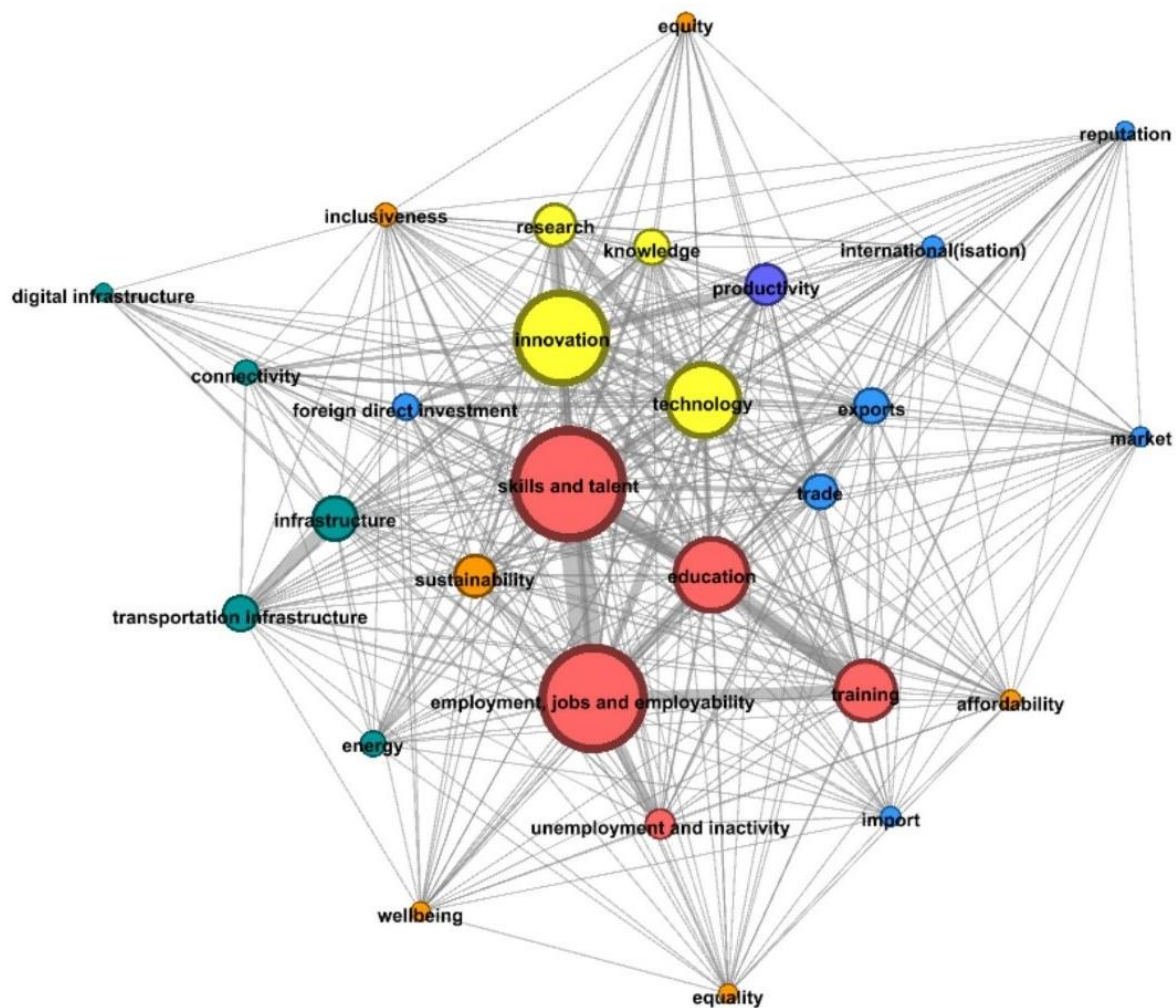 equity
reputation
inclusiveness
research
knowledge
international(isation)
digital infrastructure
productivity
innovation
connectivity
foreign direct investment
technology
exports
market
skills and talent
trade
infrastructure
sustainability
education
transportation infrastructure
employment, jobs and employability
training
affordability
energy
unemployment and inactivity
import
wellbeing
equality